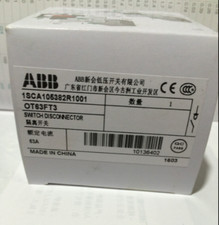 ABB
ABB新会低压开关有限公司
广东省江门市新会区今古洲工业开发区
1SCA105382R1001
数量： 1
OT63FT3
SWITCH DISCONNECTOR
隔离开关
额定电流
63A
10136402
MADE IN CHINA
1603